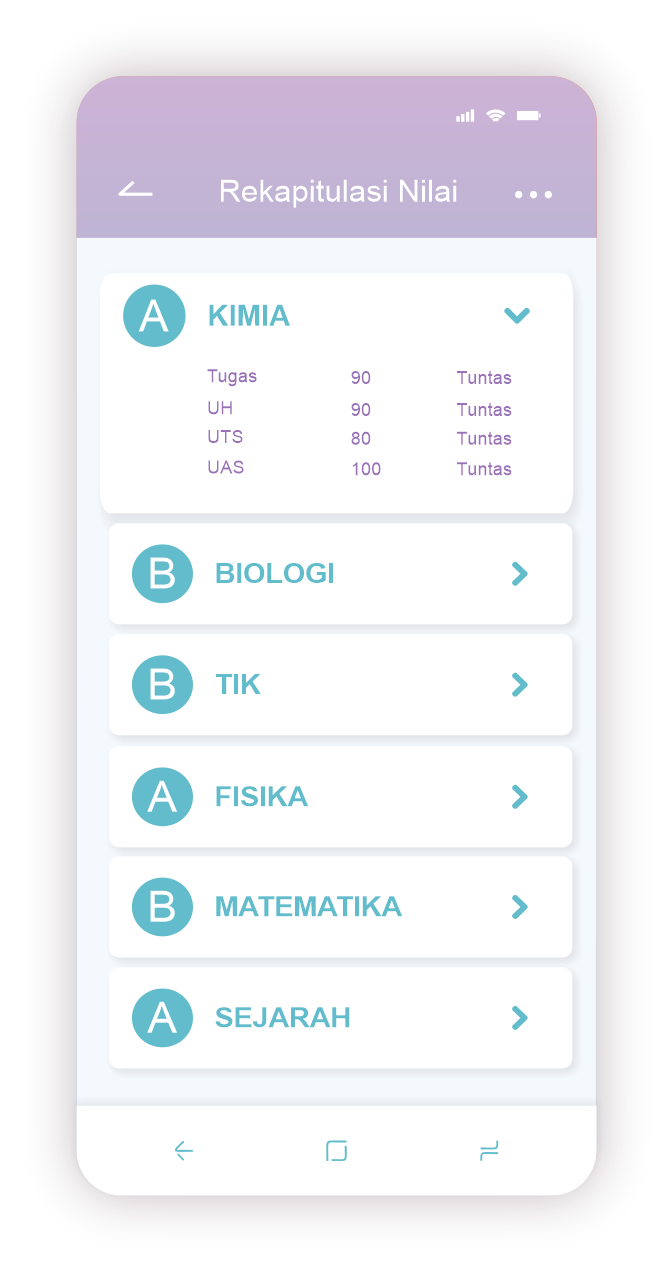 Rekapitulasi Nilai
A KIMIA
Tugas 90 Tuntas
UH 90 Tuntas
UTS 80 Tuntas
UAS 100 Tuntas
B BIOLOGI
B TIK
A FISIKA
B MATEMATIKA
A SEJARAH